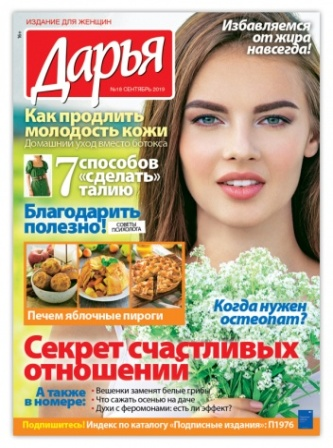 ИЗДАНИЕ ДЛЯ ЖЕНЩИН
Дарья
№18 СЕНТЯБРЬ 2018
Избавляемся
от жира
навсегда!
Как продлить
молодость кожи
Домашний уход вместо ботокса
7 способов
«сделать»
талию
Благодарить
полезно!
СОВЕТЫ
ПСИХОЛОГА
Печем яблочные пироги
Когда нужен
остеопат?
Секрет счастливых
отношений
А также
в номере:
• Вешенки заменят белые грибы
• Что сажать осенью на даче
• Духи с феромонами: есть ли эффект?
Подпишитесь! Индекс по каталогу «Подписные издания»: П1976